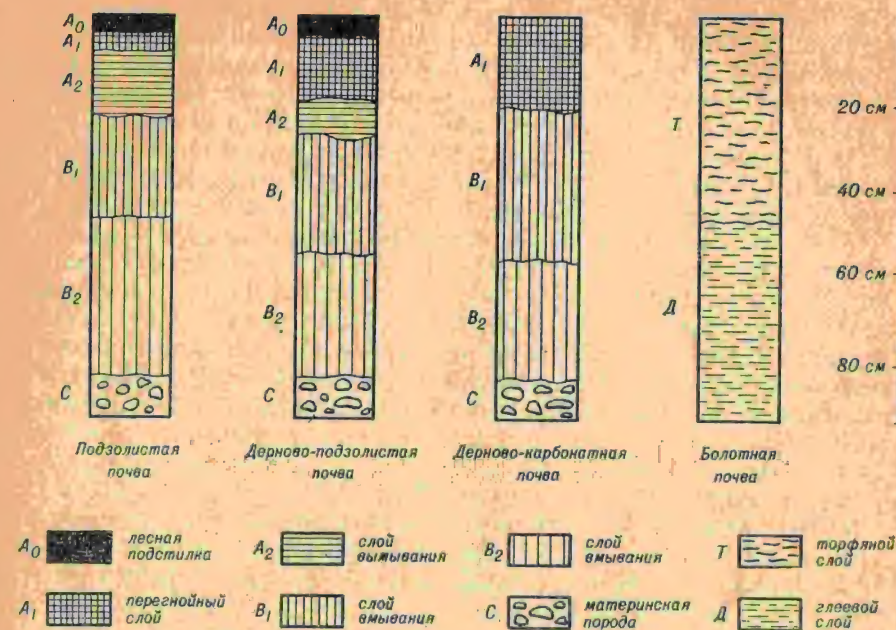 A0
A1
A2
B1
B2
C
A0
A1
A2
B1
B2
C
A1
B1
B2
C
Т
Д
20 см
40 см
60 см
80 см
Подзолистая
почва
Дерново-подзолистая
почва
Дерново-карбонатная
почва
Болотная
почва
A0 лесная
подстилка
A2 слой
вымывания
B2 слой
вмывания
Т торфяной
слой
A1 перегнойный
слой
B1 слой
вмывания
C материнская
порода
Д глеевой
слой